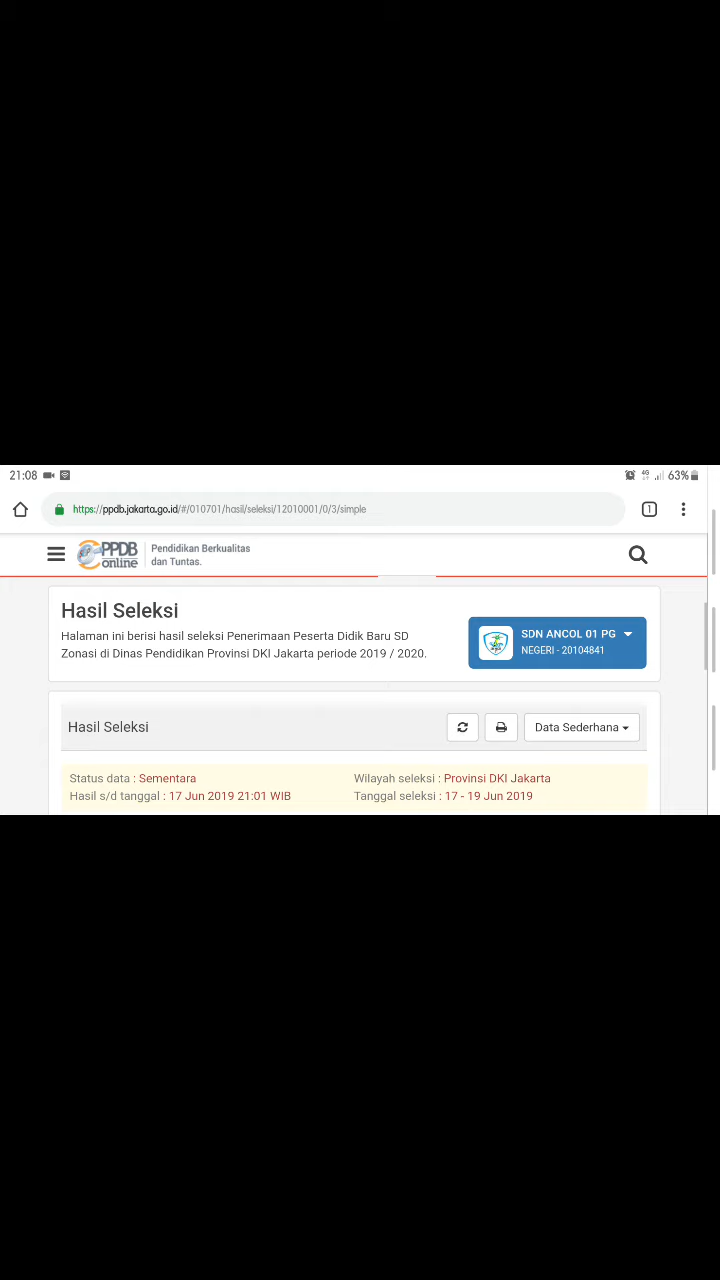 21:08 4G 63%
https://ppdb.jakarta.go.id/#/010701/hasil/seleksi/12010001/0/3/simple 1
PPDB online
Pendidikan Berkualitas
dan Tuntas.
Hasil Seleksi
Halaman ini berisi hasil seleksi Penerimaan Peserta Didik Baru SD
Zonasi di Dinas Pendidikan Provinsi DKI Jakarta periode 2019 / 2020.
SDN ANCOL 01 PG
NEGERI - 20104841
Hasil Seleksi
Data Sederhana
Status data : Sementara
Wilayah seleksi : Provinsi DKI Jakarta
Hasil s/d tanggal : 17 Jun 2019 21:01 WIB
Tanggal seleksi : 17 - 19 Jun 2019